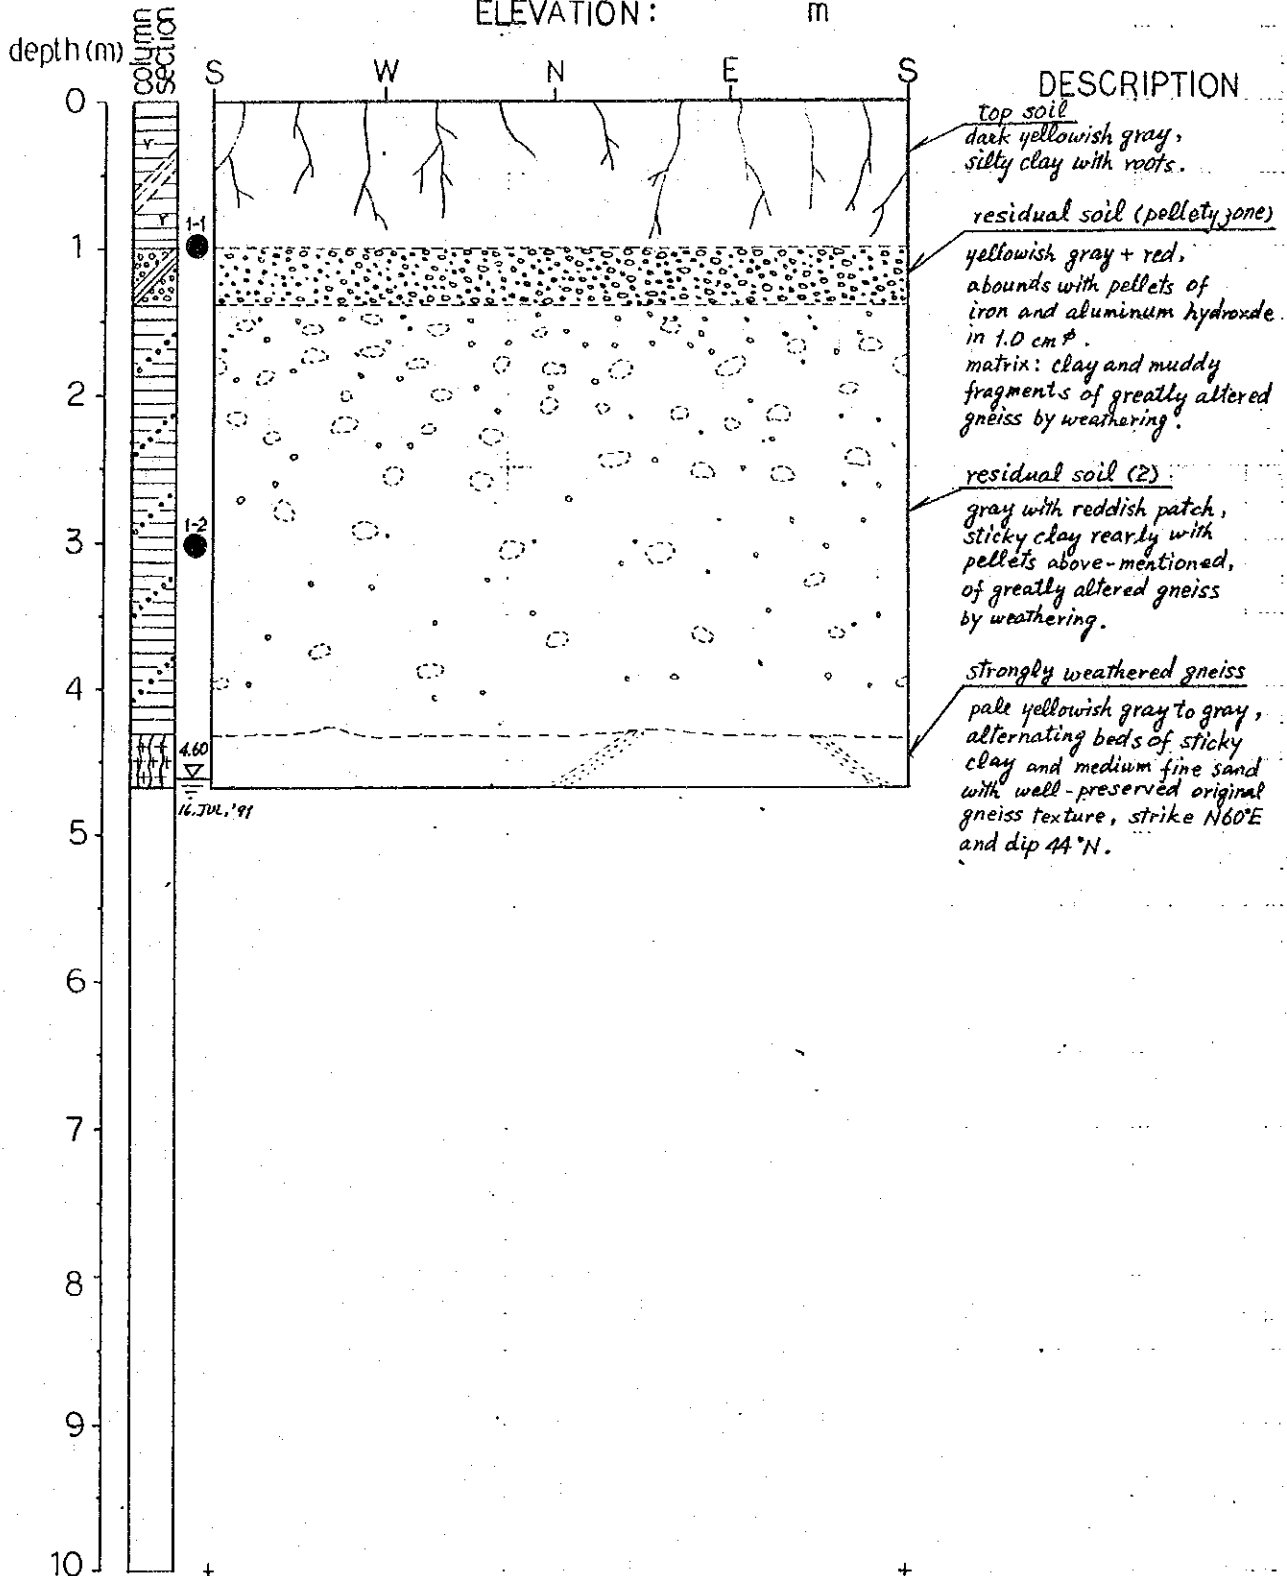 ELEVATION: m
depth (m)
column section
S W N E S
DESCRIPTION
0
top soil
dark yellowish gray,
silty clay with roots.
residual soil (pellety zone)
1-1
1
yellowish gray + red,
abounds with pellets of
iron and aluminum hydroxde
in 1.0 cm φ.
matrix: clay and muddy
2
fragments of greatly altered
gneiss by weathering.
residual soil (2)
gray with reddish patch,
1-2
3
sticky clay rearly with
pellets above-mentioned,
of greatly altered gneiss
by weathering.
strongly weathered gneiss
4
pale yellowish gray to gray,
alternating beds of sticky
4.60
clay and medium fine sand
with well-preserved original
16.JUL,'91
gneiss texture, strike N60°E
5
and dip 44°N.
6
7
8
9
10